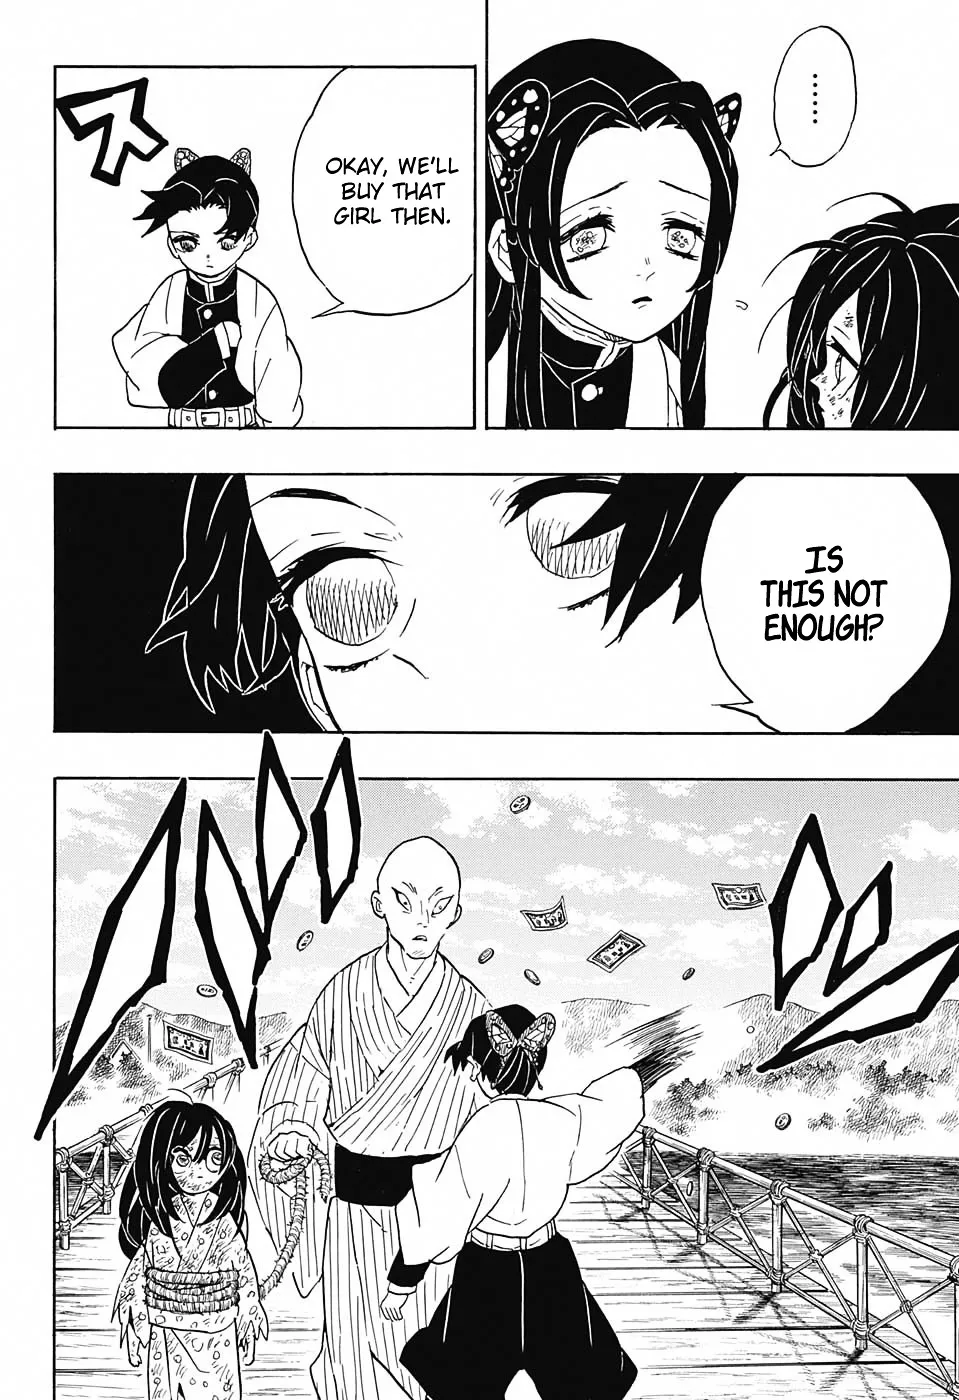 ……
OKAY, WE'LL
BUY THAT
GIRL THEN.
ス
IS
THIS NOT
ENOUGH?